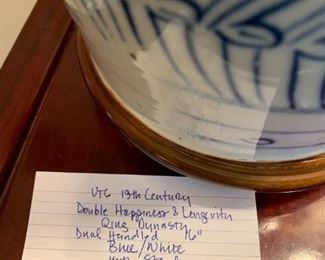 VTG 19th Century
Double Happiness & Longevity
Qing Dynasty
Dual Handled 16"
Blue/White